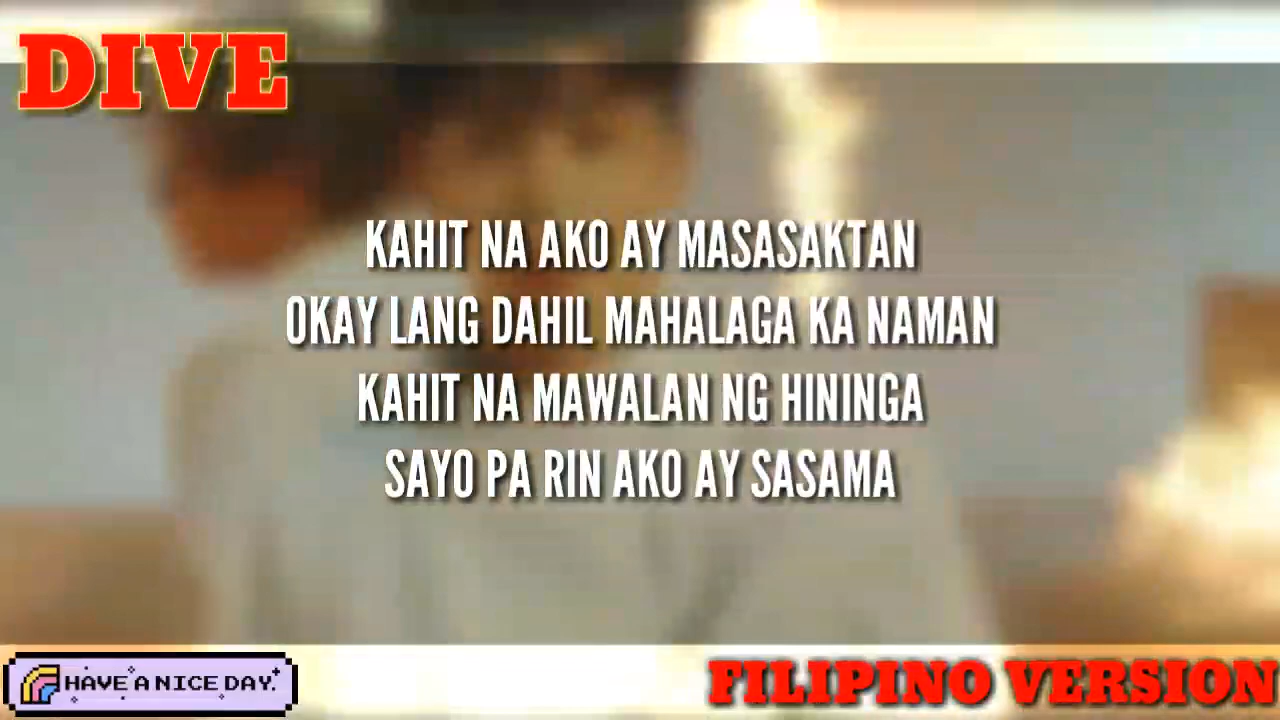 DIVE
KAHIT NA AKO AY MASASAKTAN
OKAY LANG DAHIL MAHALAGA KA NAMAN
KAHIT NA MAWALAN NG HININGA
SAYO PA RIN AKO AY SASAMA
HAVE A NICE DAY.
FILIPINO VERSION